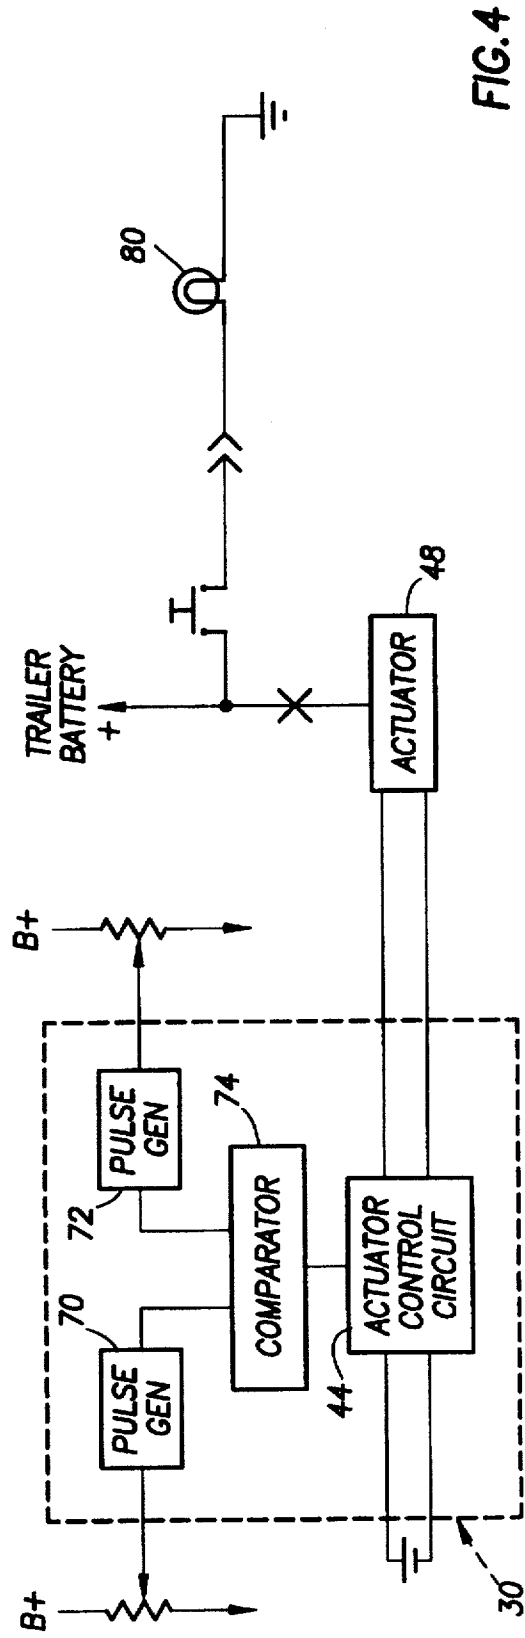 B+
B+
TRAILER
BATTERY
+
80
70
PULSE
GEN
72
PULSE
GEN
COMPARATOR
74
44
ACTUATOR
CONTROL
CIRCUIT
ACTUATOR
48
30
FIG.4